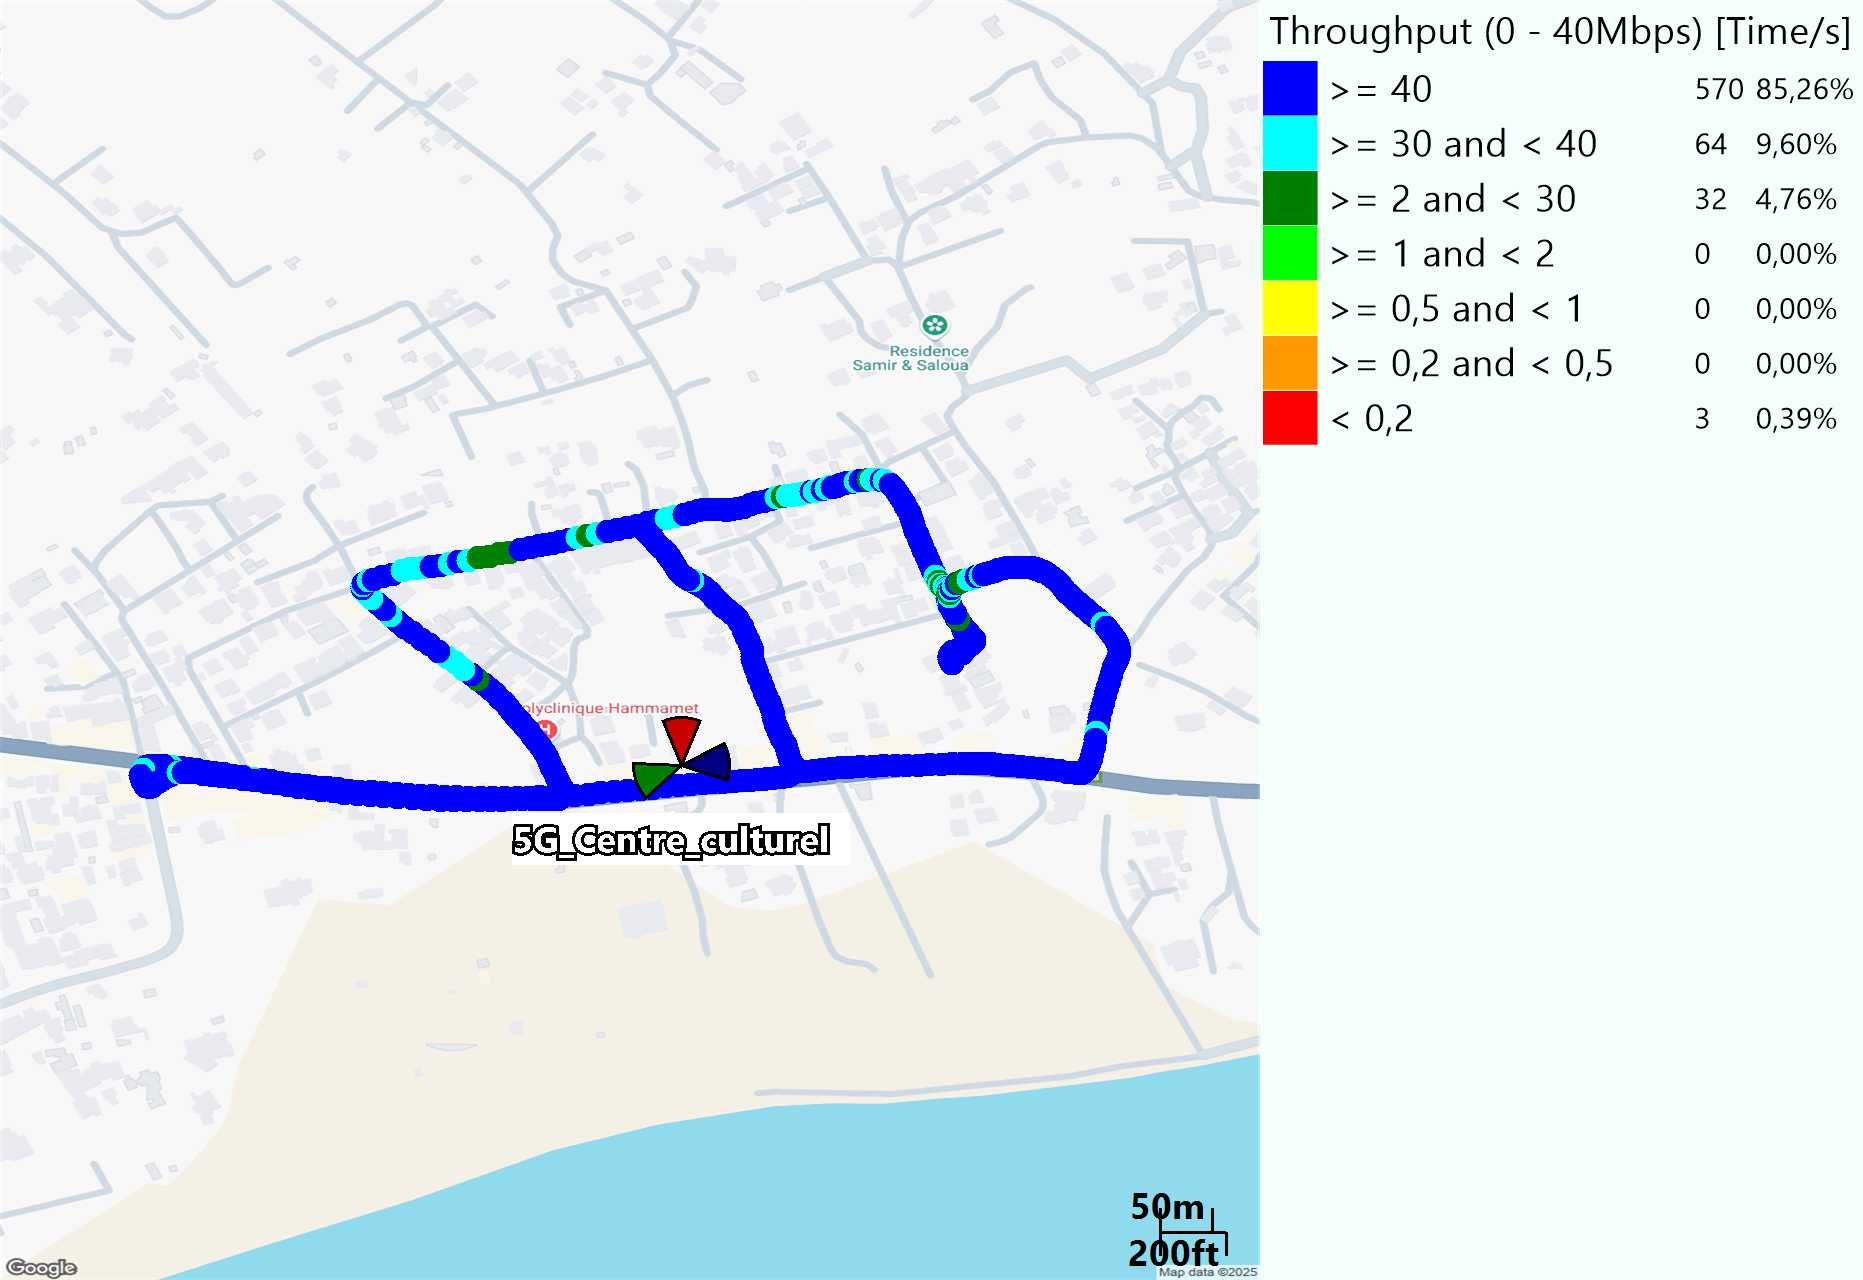 Throughput (0 - 40Mbps) [Time/s]
>= 40 570 85,26%
>= 30 and < 40 64 9,60%
>= 2 and < 30 32 4,76%
>= 1 and < 2 0 0,00%
>= 0,5 and < 1 0 0,00%
>= 0,2 and < 0,5 0 0,00%
< 0,2 3 0,39%
Residence
Samir & Saloua
olyclinique Hammamet
H
5G_Centre_culturel
50m
200ft
Google
Map data ©2025